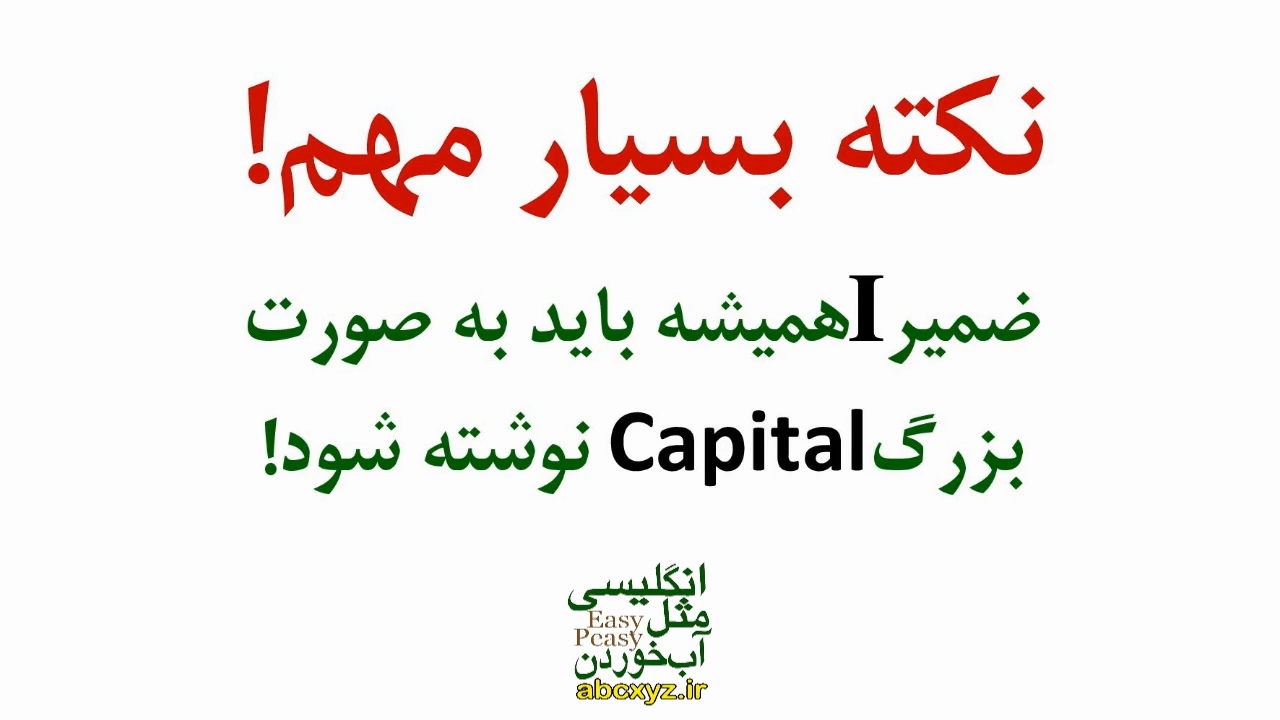 نکته بسیار مهم!
ضمیر I همیشه باید به صورت
بزرگ Capital نوشته شود!
انگلیسی
مثل
Easy
Peasy
آب‌خوردن
abcxyz.ir